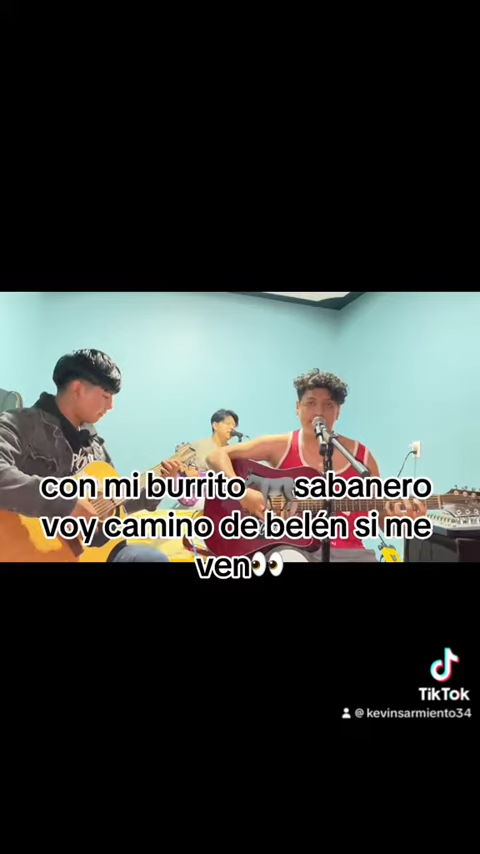 con mi burrito 🫏 sabanero
voy camino de belén si me
ven👀
TikTok
@kevinsarmiento34